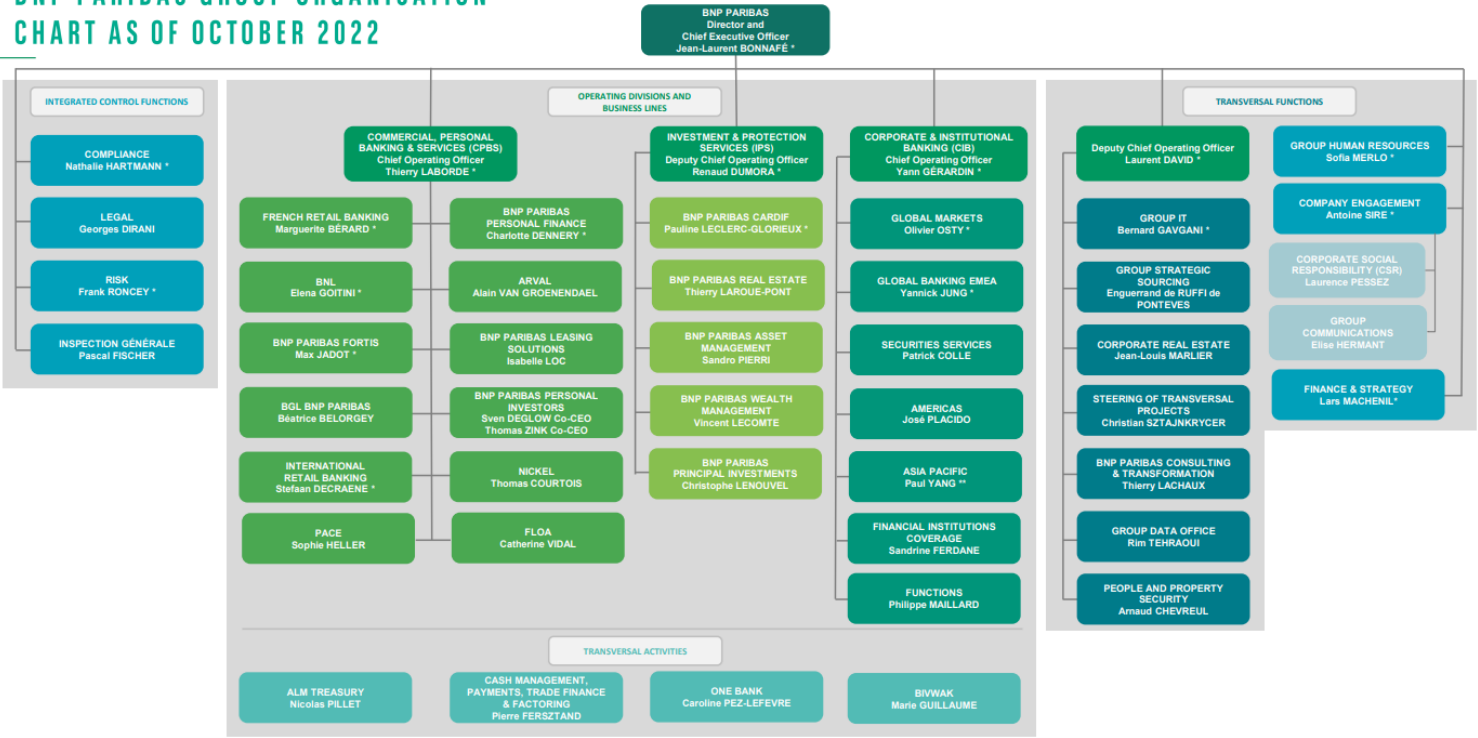 BNP PARIBAS GROUP ORGANISATION
CHART AS OF OCTOBER 2022
BNP PARIBAS
Director and
Chief Executive Officer
Jean-Laurent BONNAFÉ *
INTEGRATED CONTROL FUNCTIONS
COMPLIANCE
Nathalie HARTMANN *
LEGAL
Georges DIRANI
RISK
Frank RONCEY *
INSPECTION GÉNÉRALE
Pascal FISCHER
OPERATING DIVISIONS AND
BUSINESS LINES
COMMERCIAL, PERSONAL
BANKING & SERVICES (CPBS)
Chief Operating Officer
Thierry LABORDE *
FRENCH RETAIL BANKING
Marguerite BÉRARD *
BNL
Elena GOITINI *
BNP PARIBAS FORTIS
Max JADOT *
BGL BNP PARIBAS
Béatrice BELORGEY
INTERNATIONAL
RETAIL BANKING
Stefaan DECRAENE *
PACE
Sophie HELLER
BNP PARIBAS
PERSONAL FINANCE
Charlotte DENNERY *
ARVAL
Alain VAN GROENENDAEL
BNP PARIBAS LEASING
SOLUTIONS
Isabelle LOC
BNP PARIBAS PERSONAL
INVESTORS
Sven DEGLOW Co-CEO
Thomas ZINK Co-CEO
NICKEL
Thomas COURTOIS
FLOA
Catherine VIDAL
INVESTMENT & PROTECTION
SERVICES (IPS)
Deputy Chief Operating Officer
Renaud DUMORA *
BNP PARIBAS CARDIF
Pauline LECLERC-GLORIEUX *
BNP PARIBAS REAL ESTATE
Thierry LAROUE-PONT
BNP PARIBAS ASSET
MANAGEMENT
Sandro PIERRI
BNP PARIBAS WEALTH
MANAGEMENT
Vincent LECOMTE
BNP PARIBAS
PRINCIPAL INVESTMENTS
Christophe LENOUVEL
CORPORATE & INSTITUTIONAL
BANKING (CIB)
Chief Operating Officer
Yann GÉRARDIN *
GLOBAL MARKETS
Olivier OSTY *
GLOBAL BANKING EMEA
Yannick JUNG *
SECURITIES SERVICES
Patrick COLLE
AMERICAS
José PLACIDO
ASIA PACIFIC
Paul YANG **
FINANCIAL INSTITUTIONS
COVERAGE
Sandrine FERDANE
FUNCTIONS
Philippe MAILLARD
TRANSVERSAL ACTIVITIES
ALM TREASURY
Nicolas PILLET
CASH MANAGEMENT,
PAYMENTS, TRADE FINANCE
& FACTORING
Pierre FERSZTAND
ONE BANK
Caroline PEZ-LEFEVRE
BIVWAK
Marie GUILLAUME
TRANSVERSAL FUNCTIONS
Deputy Chief Operating Officer
Laurent DAVID *
GROUP IT
Bernard GAVGANI *
GROUP STRATEGIC
SOURCING
Enguerrand de RUFFI de
PONTEVES
CORPORATE REAL ESTATE
Jean-Louis MARLIER
STEERING OF TRANSVERSAL
PROJECTS
Christian SZTAJNKRYCER
BNP PARIBAS CONSULTING
& TRANSFORMATION
Thierry LACHAUX
GROUP DATA OFFICE
Rim TEHRAOUI
PEOPLE AND PROPERTY
SECURITY
Arnaud CHEVREUL
GROUP HUMAN RESOURCES
Sofia MERLO *
COMPANY ENGAGEMENT
Antoine SIRE *
CORPORATE SOCIAL
RESPONSIBILITY (CSR)
Laurence PESSEZ
GROUP
COMMUNICATIONS
Elise HERMANT
FINANCE & STRATEGY
Lars MACHENIL*